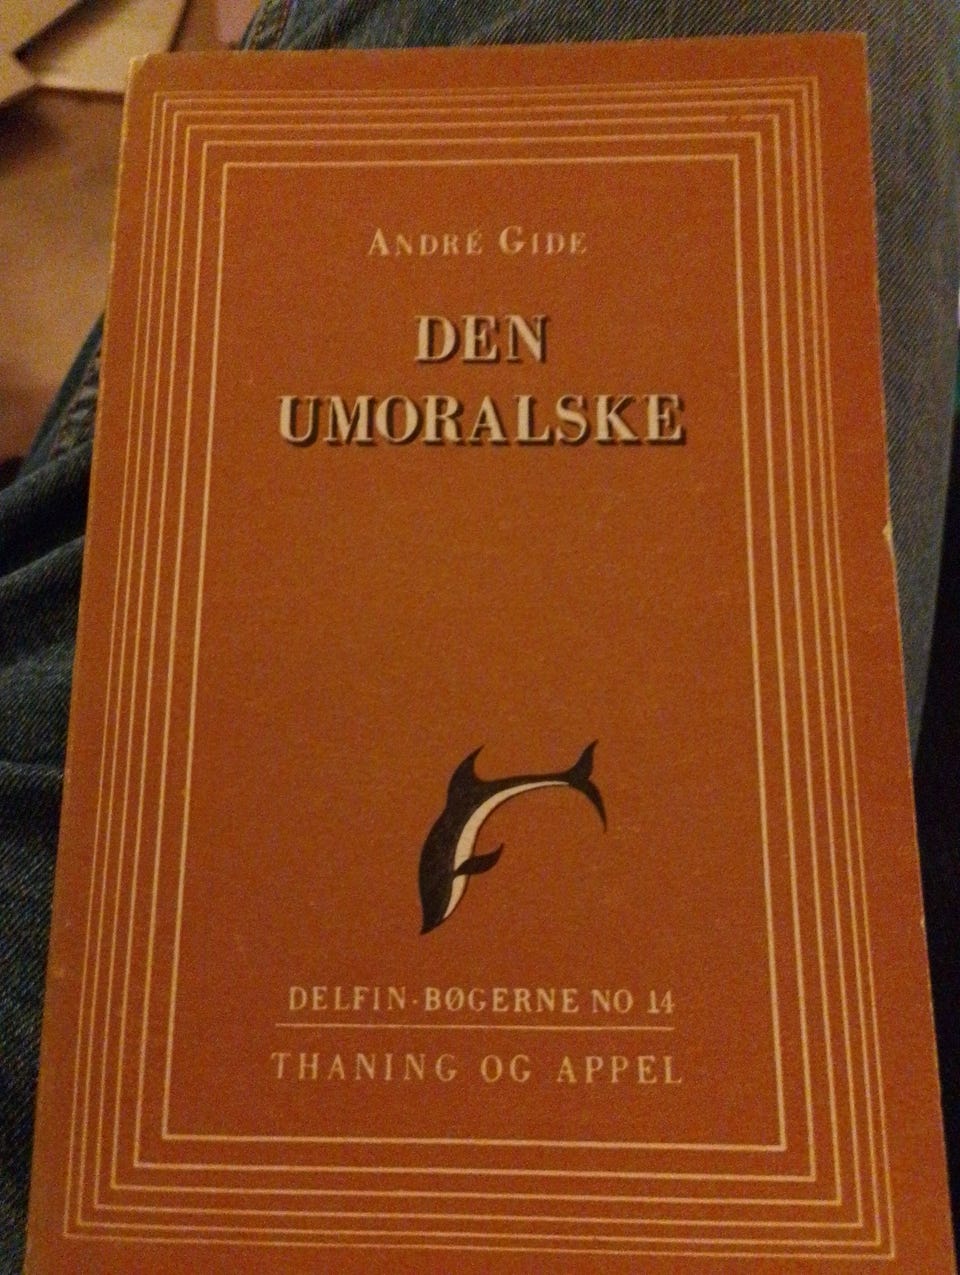 ANDRÉ GIDE
DEN
UMORALSKE
DELFIN-BØGERNE NO 14
THANING OG APPEL